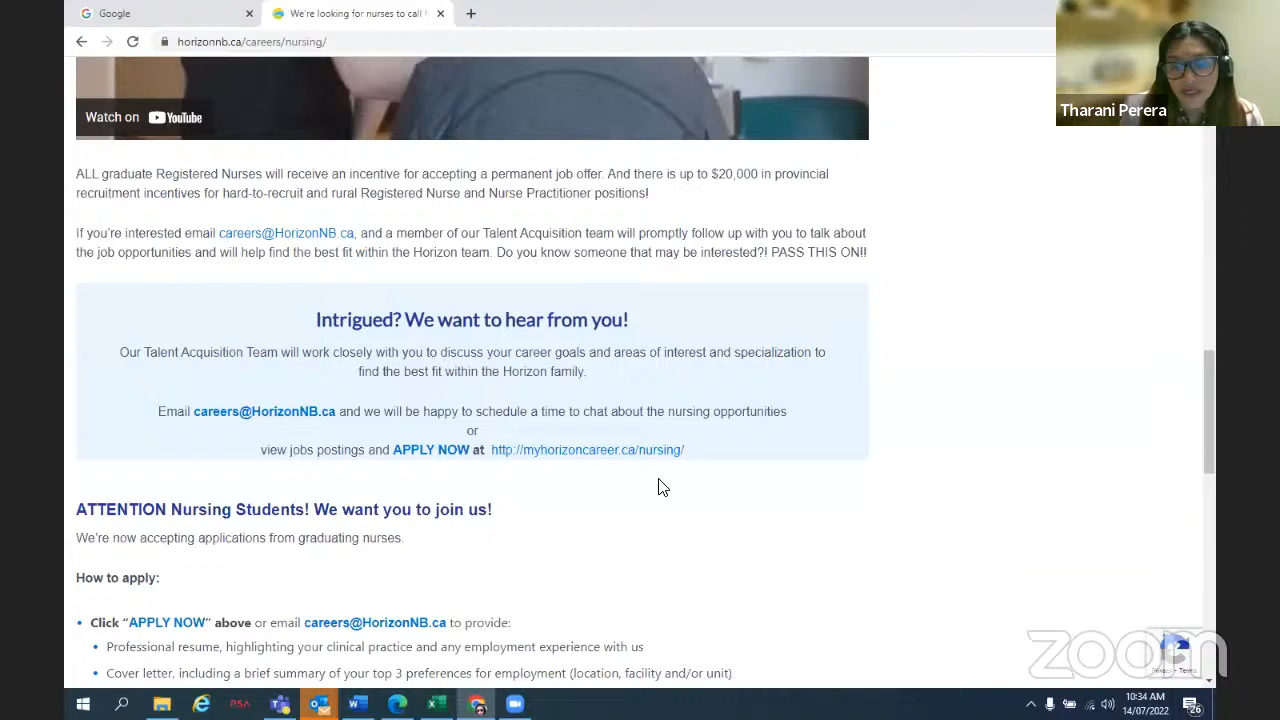 Google
We're looking for nurses to call
horizonnb.ca/careers/nursing/
Tharani Perera
Watch on YouTube
ALL graduate Registered Nurses will receive an incentive for accepting a permanent job offer. And there is up to $20,000 in provincial
recruitment incentives for hard-to-recruit and rural Registered Nurse and Nurse Practitioner positions!
If you're interested email careers@HorizonNB.ca, and a member of our Talent Acquisition team will promptly follow up with you to talk about
the job opportunities and will help find the best fit within the Horizon team. Do you know someone that may be interested?! PASS THIS ON!!
Intrigued? We want to hear from you!
Our Talent Acquisition Team will work closely with you to discuss your career goals and areas of interest and specialization to
find the best fit within the Horizon family.
Email careers@HorizonNB.ca and we will be happy to schedule a time to chat about the nursing opportunities
or
view jobs postings and APPLY NOW at http://myhorizoncareer.ca/nursing/
ATTENTION Nursing Students! We want you to join us!
We're now accepting applications from graduating nurses.
How to apply:
• Click "APPLY NOW" above or email careers@HorizonNB.ca to provide:
• Professional resume, highlighting your clinical practice and any employment experience with us
• Cover letter, including a brief summary of your top 3 preferences for employment (location, facility and/or unit)
zoom
Privacy - Terms
PSA
10:34 AM
14/07/2022
26